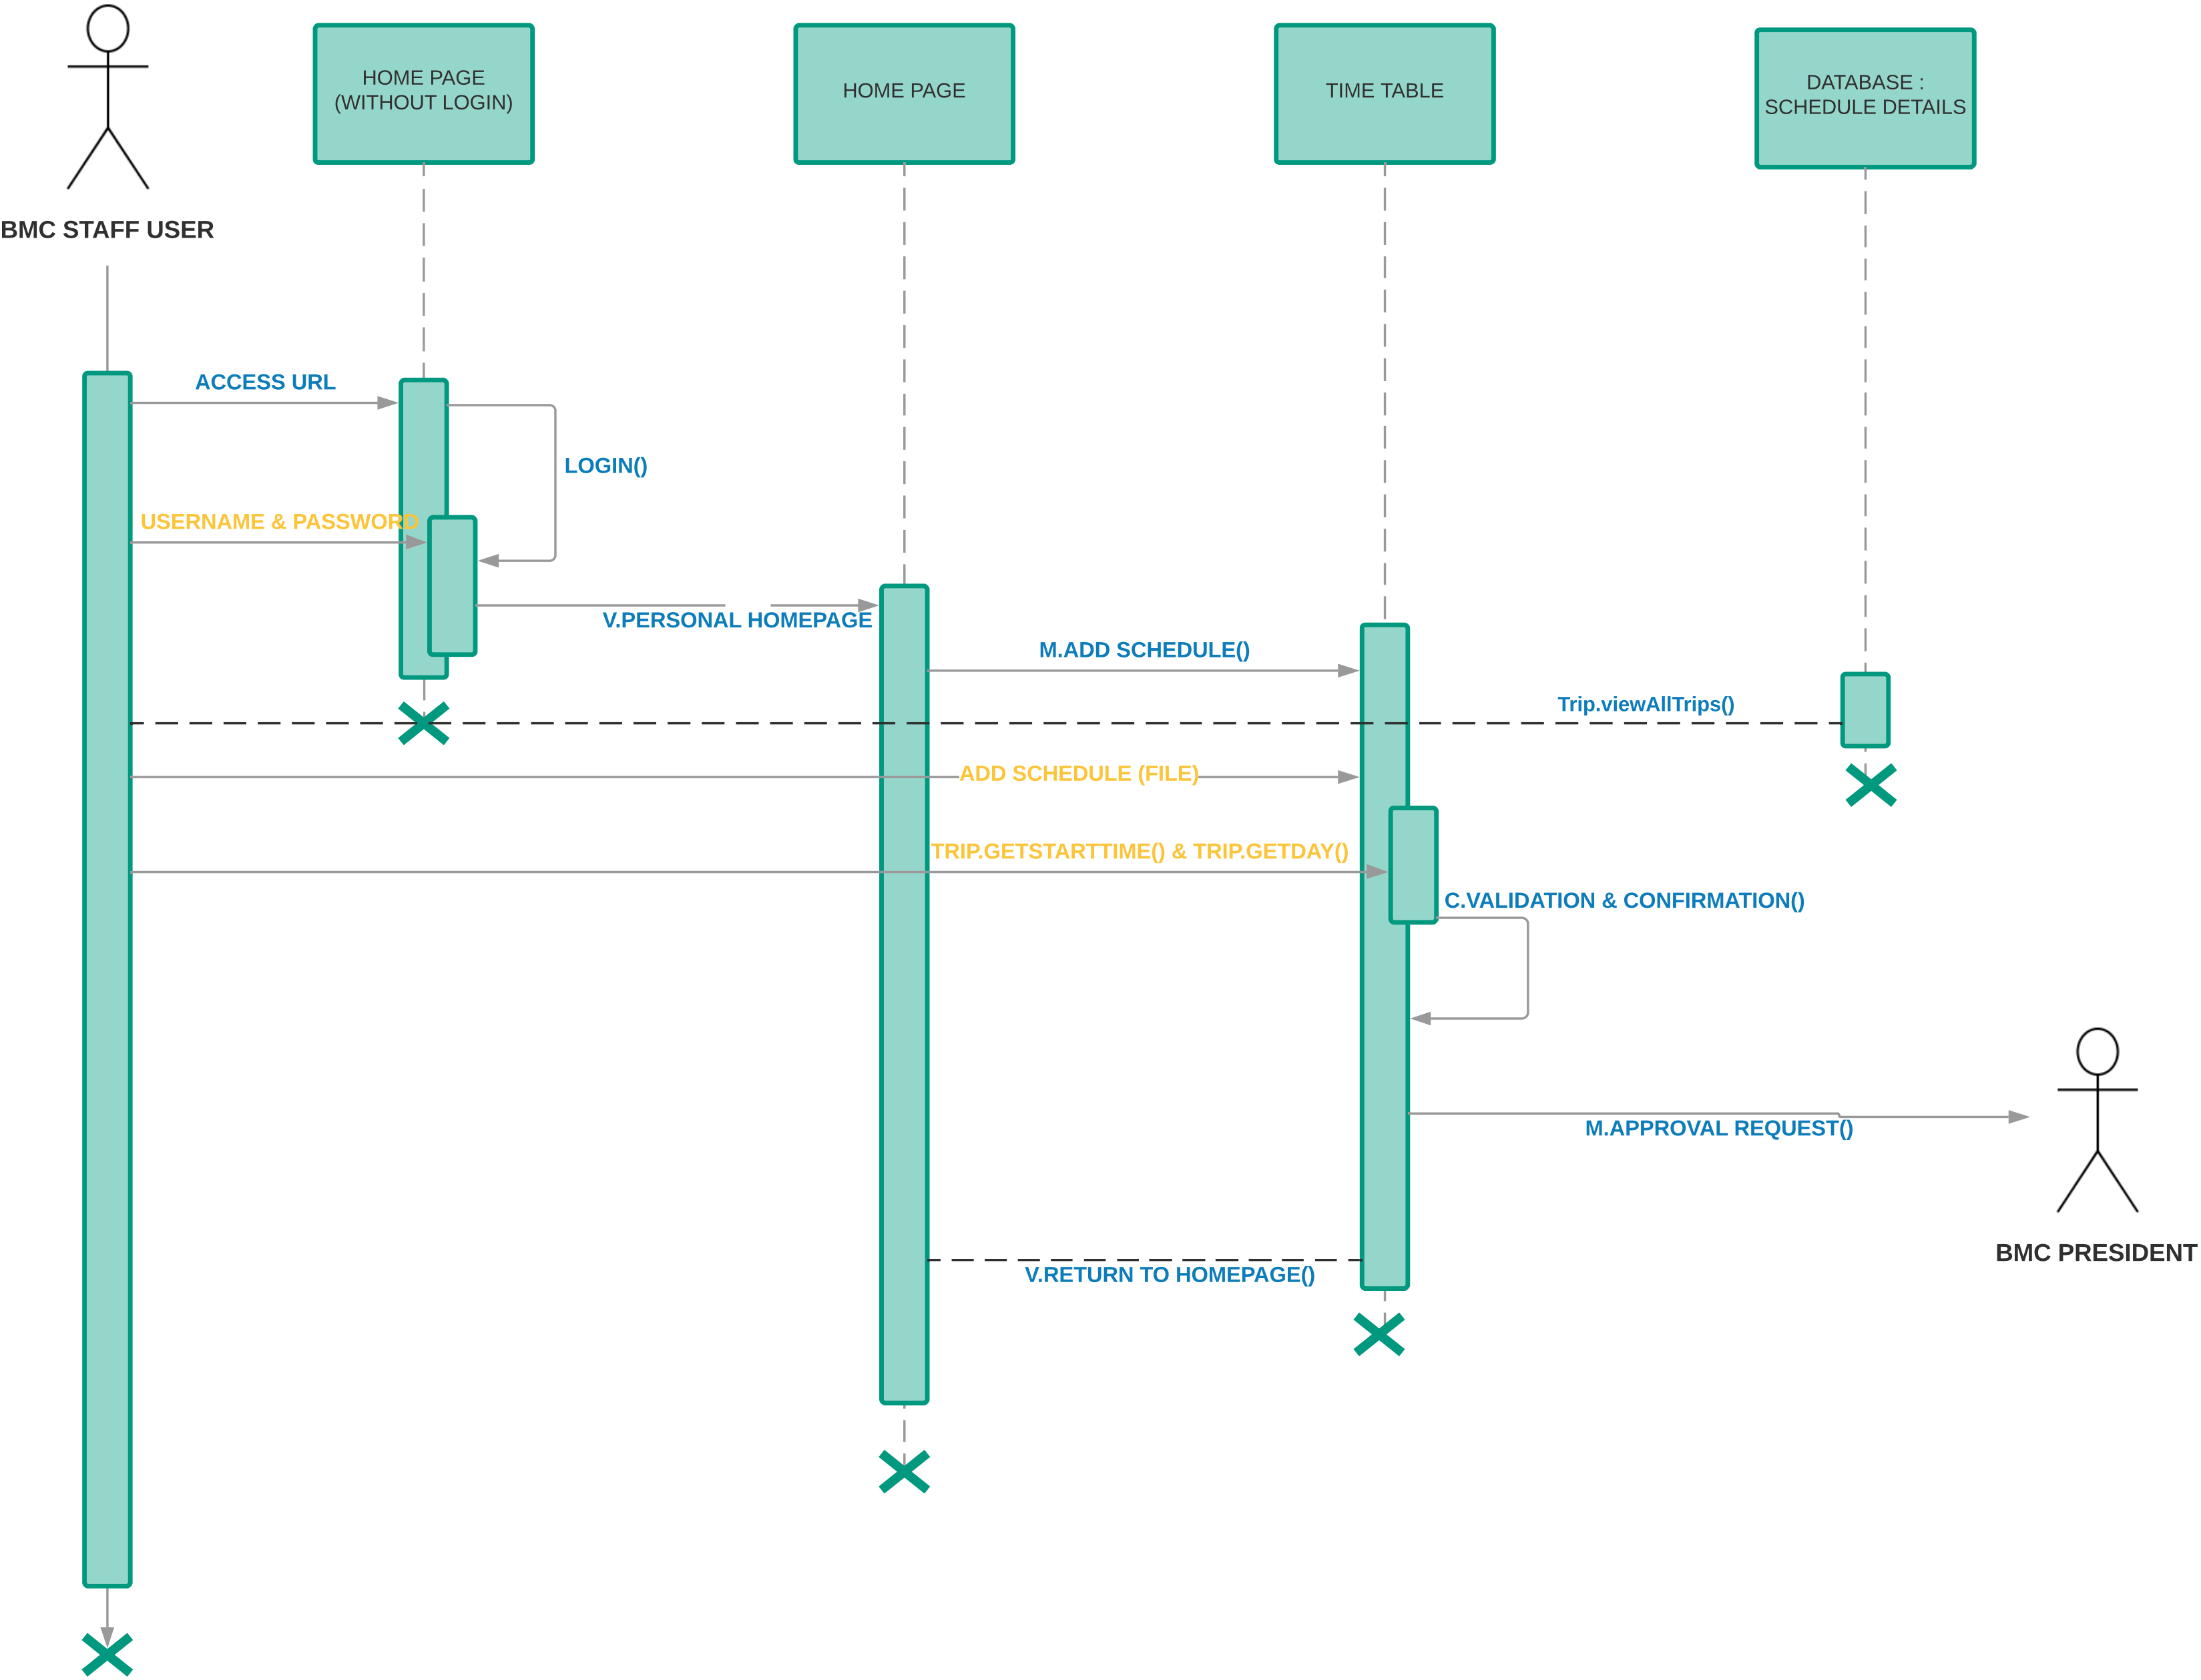 HOME PAGE
(WITHOUT LOGIN)
HOME PAGE
TIME TABLE
DATABASE :
SCHEDULE DETAILS
BMC STAFF USER
ACCESS URL
LOGIN()
USERNAME & PASSWORD
V.PERSONAL HOMEPAGE
M.ADD SCHEDULE()
Trip.viewAllTrips()
ADD SCHEDULE (FILE)
TRIP.GETSTARTTIME() & TRIP.GETDAY()
C.VALIDATION & CONFIRMATION()
M.APPROVAL REQUEST()
BMC PRESIDENT
V.RETURN TO HOMEPAGE()